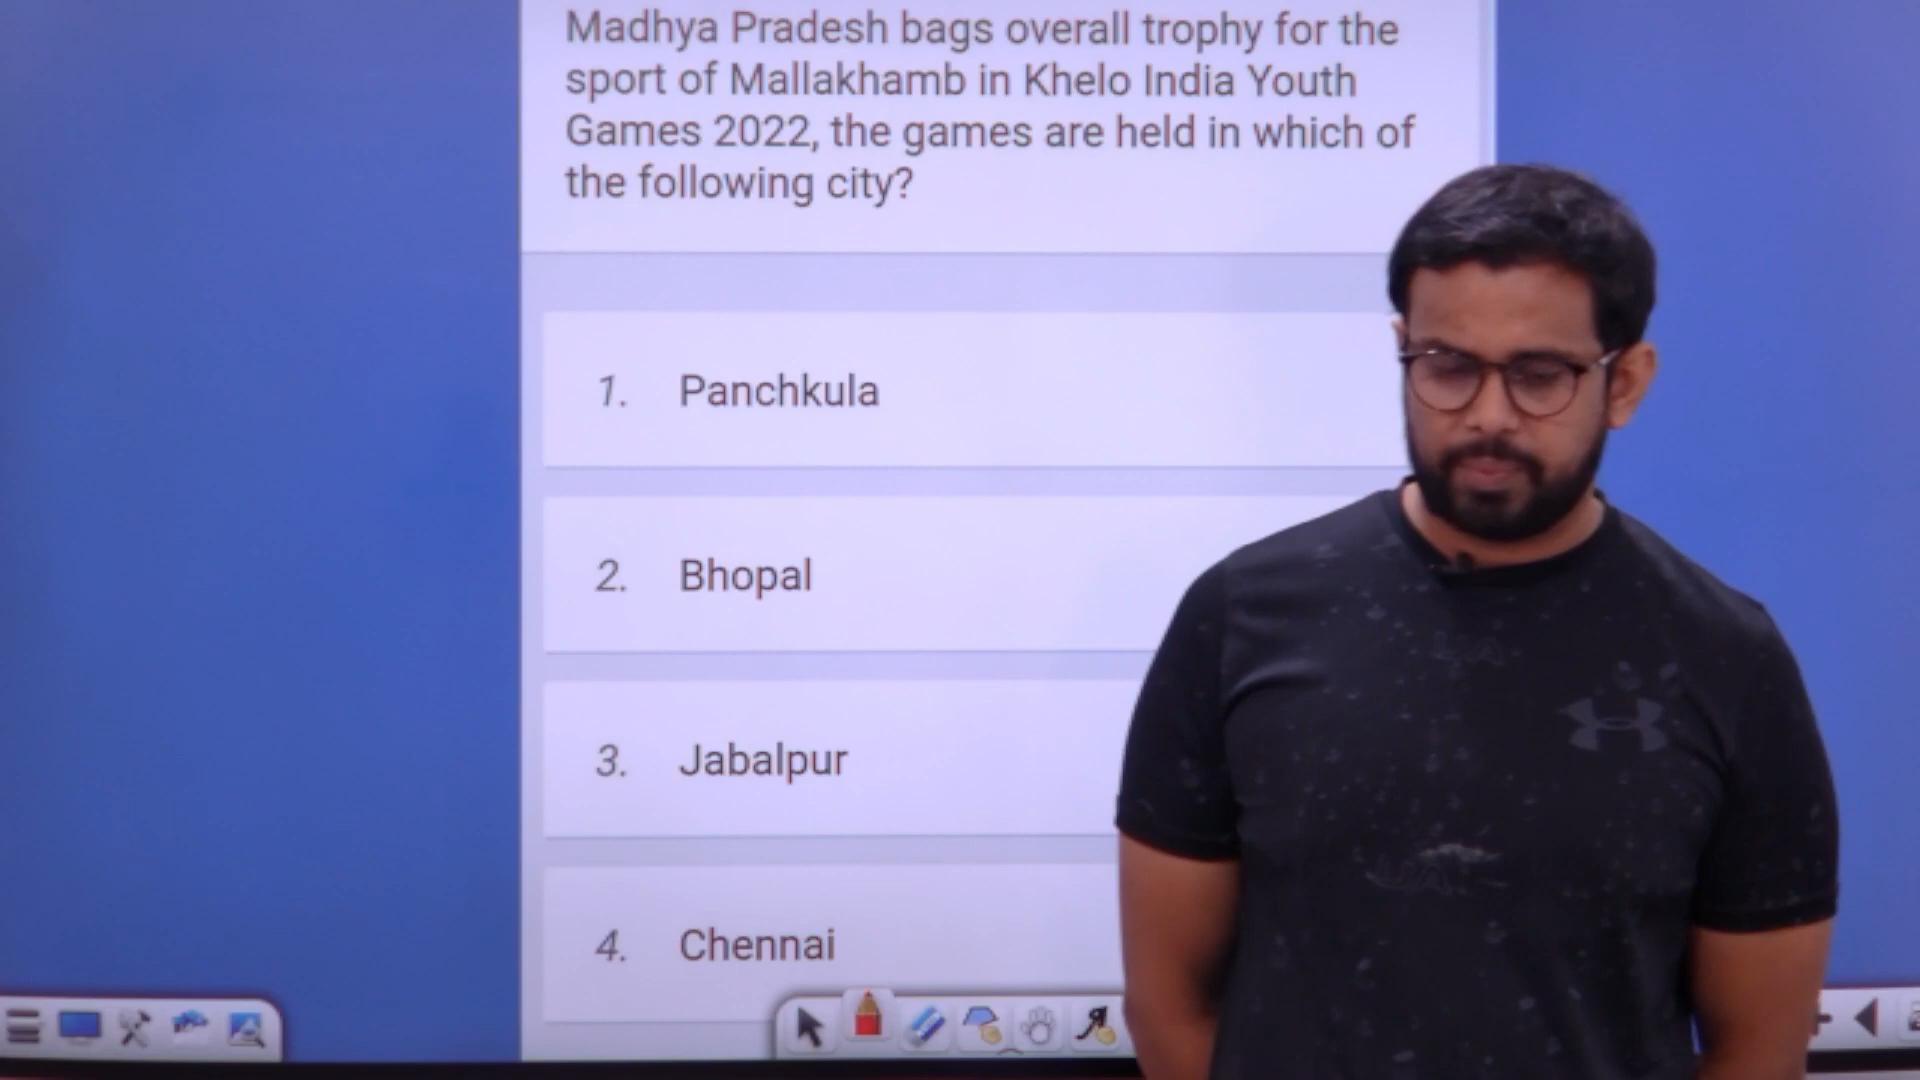 Madhya Pradesh bags overall trophy for the
sport of Mallakhamb in Khelo India Youth
Games 2022, the games are held in which of
the following city?
1. Panchkula
2. Bhopal
3. Jabalpur
4. Chennai